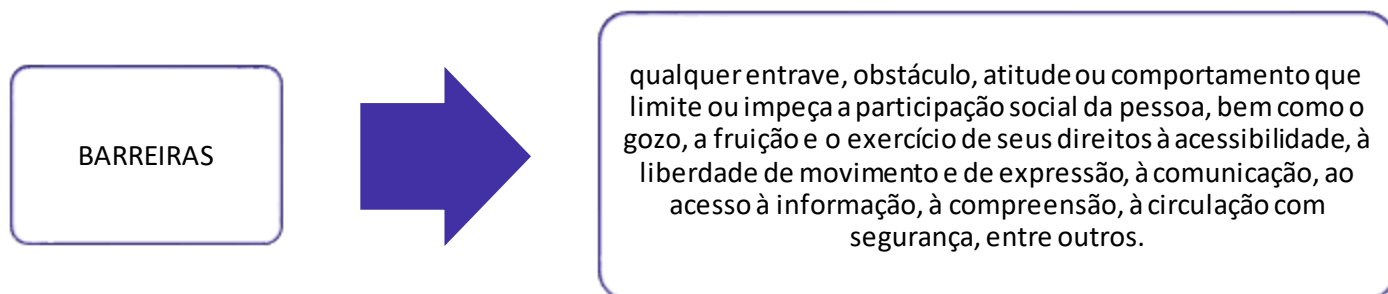 BARREIRAS
qualquer entrave, obstáculo, atitude ou comportamento que
limite ou impeça a participação social da pessoa, bem como o
gozo, a fruição e o exercício de seus direitos à acessibilidade, à
liberdade de movimento e de expressão, à comunicação, ao
acesso à informação, à compreensão, à circulação com
segurança, entre outros.